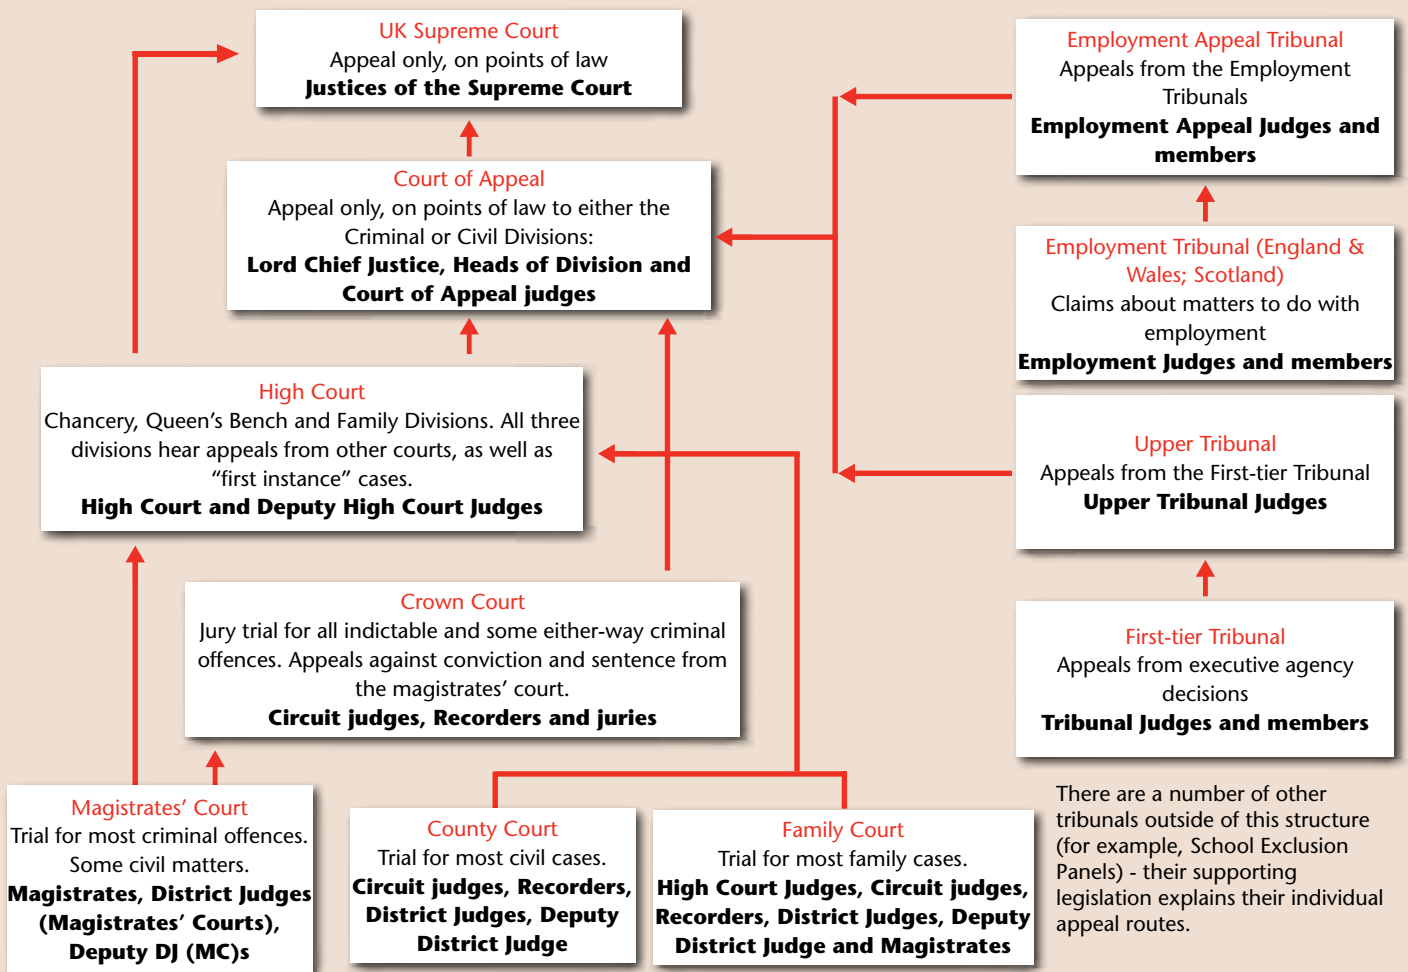 UK Supreme Court
Appeal only, on points of law
Justices of the Supreme Court
Court of Appeal
Appeal only, on points of law to either the
Criminal or Civil Divisions:
Lord Chief Justice, Heads of Division and
Court of Appeal judges
High Court
Chancery, Queen's Bench and Family Divisions. All three
divisions hear appeals from other courts, as well as
"first instance" cases.
High Court and Deputy High Court Judges
Crown Court
Jury trial for all indictable and some either-way criminal
offences. Appeals against conviction and sentence from
the magistrates' court.
Circuit judges, Recorders and juries
Magistrates' Court
Trial for most criminal offences.
Some civil matters.
Magistrates, District Judges
(Magistrates' Courts),
Deputy DJ (MC)s
County Court
Trial for most civil cases.
Circuit judges, Recorders,
District Judges, Deputy
District Judge
Family Court
Trial for most family cases.
High Court Judges, Circuit judges,
Recorders, District Judges, Deputy
District Judge and Magistrates
Employment Appeal Tribunal
Appeals from the Employment
Tribunals
Employment Appeal Judges and
members
Employment Tribunal (England &
Wales; Scotland)
Claims about matters to do with
employment
Employment Judges and members
Upper Tribunal
Appeals from the First-tier Tribunal
Upper Tribunal Judges
First-tier Tribunal
Appeals from executive agency
decisions
Tribunal Judges and members
There are a number of other
tribunals outside of this structure
(for example, School Exclusion
Panels) - their supporting
legislation explains their individual
appeal routes.